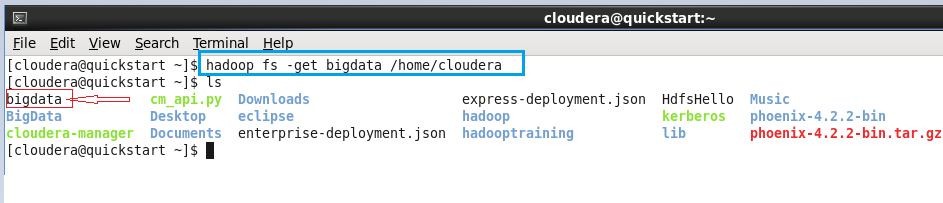 cloudera@quickstart:~
File Edit View Search Terminal Help
[cloudera@quickstart ~]$ hadoop fs -get bigdata /home/cloudera
[cloudera@quickstart ~]$ ls
bigdata cm_api.py Downloads express-deployment.json HdfsHello Music
BigData Desktop eclipse hadoop kerberos phoenix-4.2.2-bin
cloudera-manager Documents enterprise-deployment.json hadooptraining lib phoenix-4.2.2-bin.tar.gz
[cloudera@quickstart ~]$